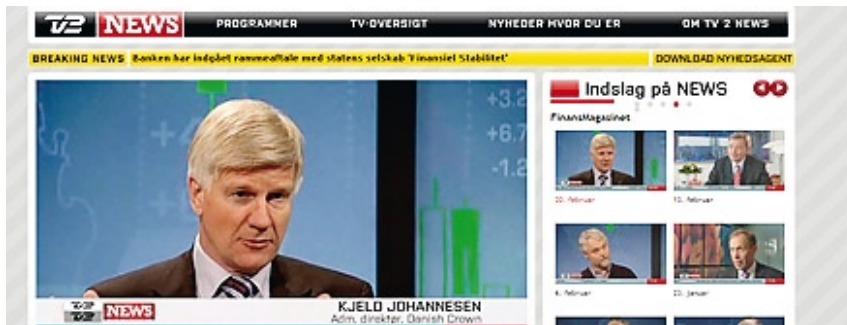 TV2 NEWS PROGRAMMER TV-OVERSIGT NYHEDER HVOR DU ER OM TV 2 NEWS
BREAKING NEWS Banken har indgået rammeaftale med statens selskab 'Finansiel Stabilitet' DOWNLOAD NYHEDSAGENT
Indslag på NEWS
FinansMagasinet
+3.2
+6.7
-1.2
20. februar
13. februar
6. februar
23. januar
NEWS
KJELD JOHANNESEN
Adm. direktør, Danish Crown